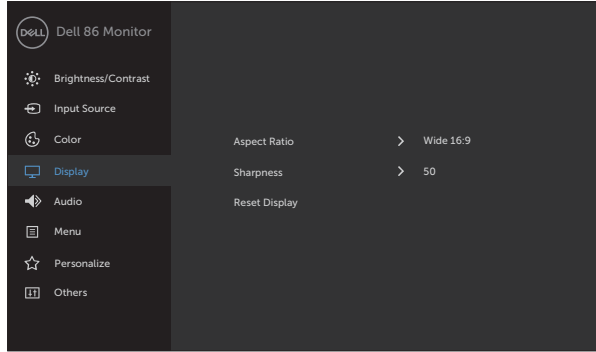 DELL Dell 86 Monitor
Brightness/Contrast
Input Source
Color
Aspect Ratio Wide 16:9
Display
Sharpness 50
Audio
Reset Display
Menu
Personalize
Others